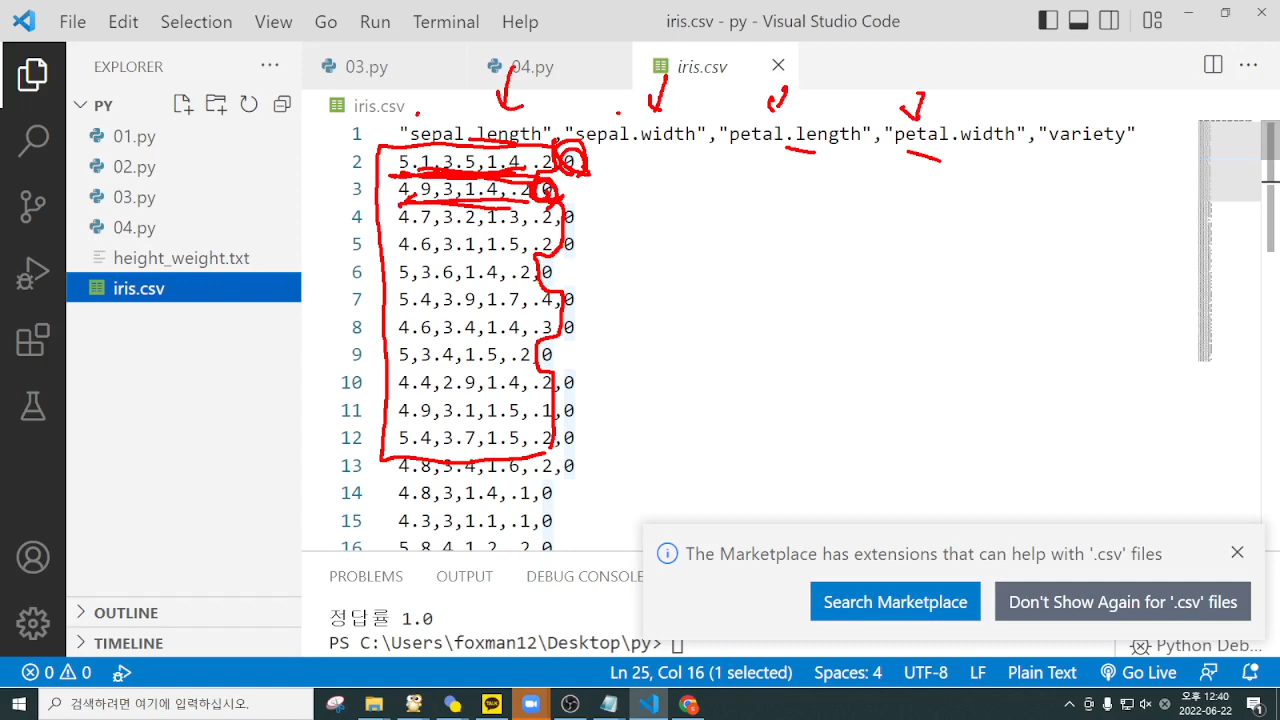 File Edit Selection View Go Run Terminal Help iris.csv - py - Visual Studio Code
EXPLORER
PY
01.py
02.py
03.py
04.py
height_weight.txt
iris.csv
OUTLINE
TIMELINE
03.py 04.py iris.csv
iris.csv
1 "sepal.length","sepal.width","petal.length","petal.width","variety"
2 5.1,3.5,1.4,.2,0
3 4.9,3,1.4,.2,0
4 4.7,3.2,1.3,.2,0
5 4.6,3.1,1.5,.2,0
6 5,3.6,1.4,.2,0
7 5.4,3.9,1.7,.4,0
8 4.6,3.4,1.4,.3,0
9 5,3.4,1.5,.2,0
10 4.4,2.9,1.4,.2,0
11 4.9,3.1,1.5,.1,0
12 5.4,3.7,1.5,.2,0
13 4.8,3.4,1.6,.2,0
14 4.8,3,1.4,.1,0
15 4.3,3,1.1,.1,0
16 5.8,4,1.2,.2,0
PROBLEMS OUTPUT DEBUG CONSOLE
정답률 1.0
PS C:\Users\foxman12\Desktop\py>
The Marketplace has extensions that can help with '.csv' files
Search Marketplace Don't Show Again for '.csv' files
Python Deb...
0 0 Ln 25, Col 16 (1 selected) Spaces: 4 UTF-8 LF Plain Text Go Live
검색하려면 여기에 입력하십시오.
TALK
오후 12:40
2022-06-22
1